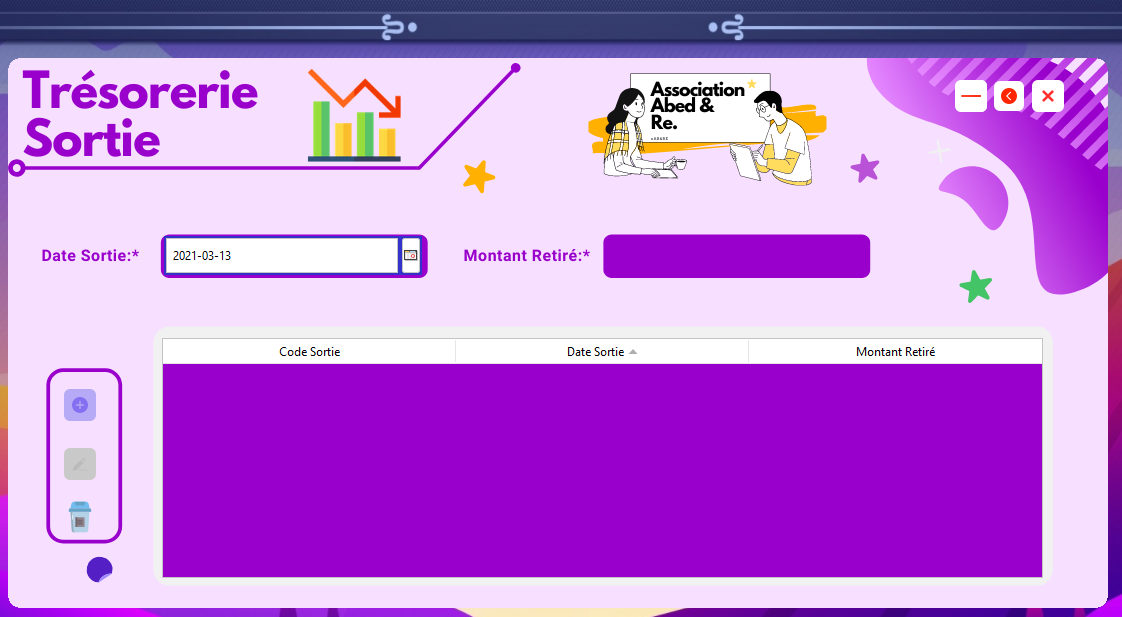 Trésorerie
Sortie
Association
Abed &
Re.
Date Sortie:*
2021-03-13
Montant Retiré:*
Code Sortie
Date Sortie
Montant Retiré